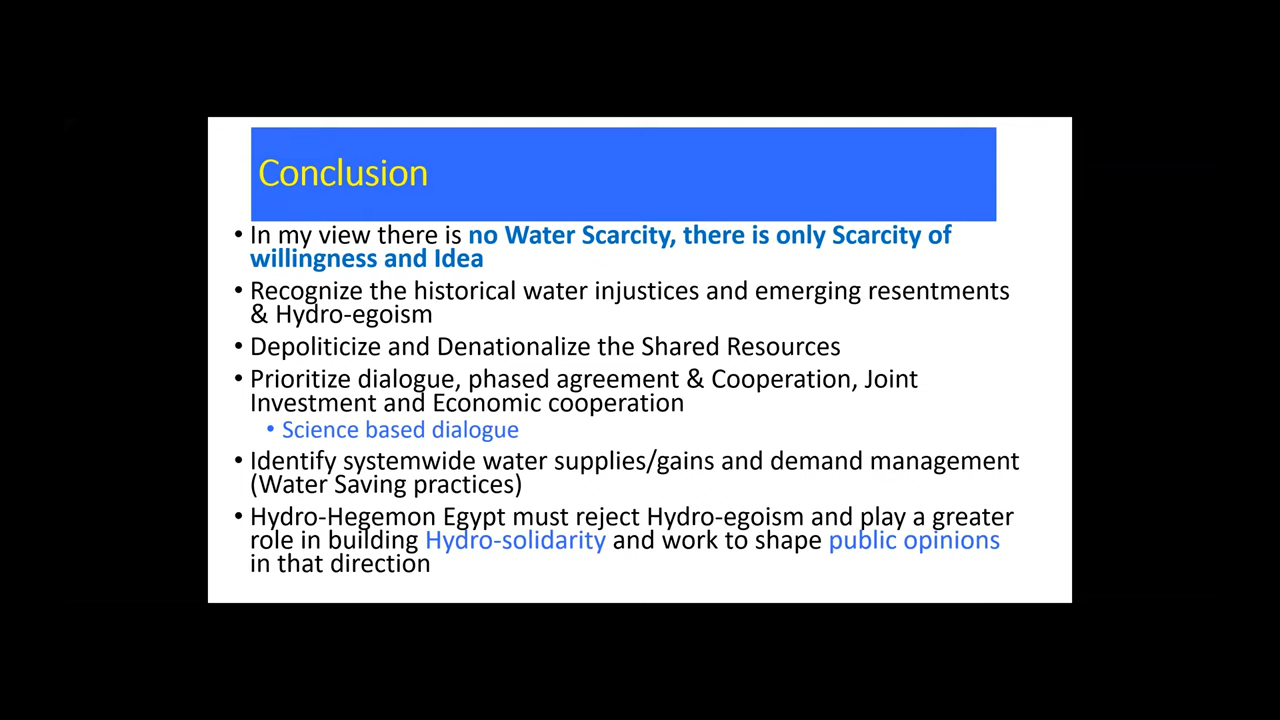 Conclusion
• In my view there is no Water Scarcity, there is only Scarcity of
willingness and Idea
• Recognize the historical water injustices and emerging resentments
& Hydro-egoism
• Depoliticize and Denationalize the Shared Resources
• Prioritize dialogue, phased agreement & Cooperation, Joint
Investment and Economic cooperation
• Science based dialogue
• Identify systemwide water supplies/gains and demand management
(Water Saving practices)
• Hydro-Hegemon Egypt must reject Hydro-egoism and play a greater
role in building Hydro-solidarity and work to shape public opinions
in that direction